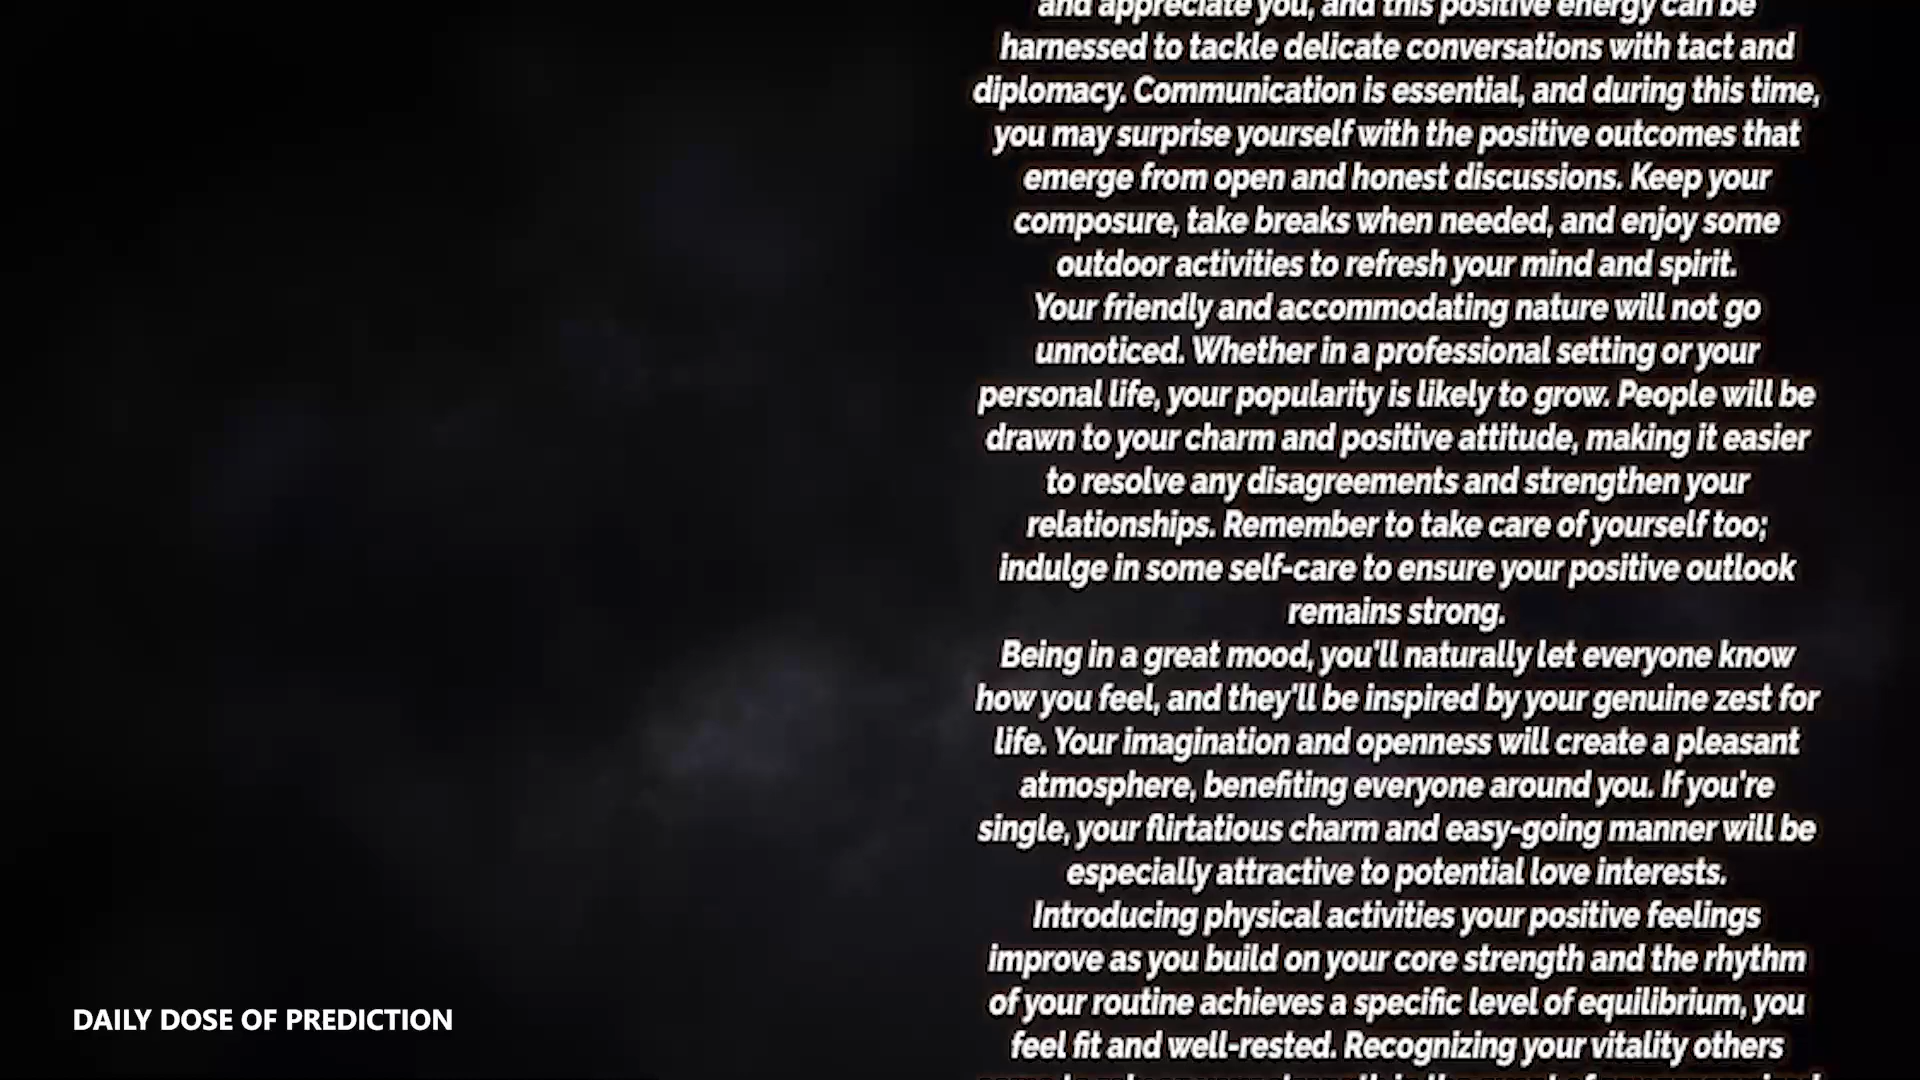 and appreciate you, and this positive energy can be
harnessed to tackle delicate conversations with tact and
diplomacy. Communication is essential, and during this time,
you may surprise yourself with the positive outcomes that
emerge from open and honest discussions. Keep your
composure, take breaks when needed, and enjoy some
outdoor activities to refresh your mind and spirit.
Your friendly and accommodating nature will not go
unnoticed. Whether in a professional setting or your
personal life, your popularity is likely to grow. People will be
drawn to your charm and positive attitude, making it easier
to resolve any disagreements and strengthen your
relationships. Remember to take care of yourself too;
indulge in some self-care to ensure your positive outlook
remains strong.
Being in a great mood, you'll naturally let everyone know
how you feel, and they'll be inspired by your genuine zest for
life. Your imagination and openness will create a pleasant
atmosphere, benefiting everyone around you. If you're
single, your flirtatious charm and easy-going manner will be
especially attractive to potential love interests.
Introducing physical activities your positive feelings
improve as you build on your core strength and the rhythm
of your routine achieves a specific level of equilibrium, you
feel fit and well-rested. Recognizing your vitality others
DAILY DOSE OF PREDICTION